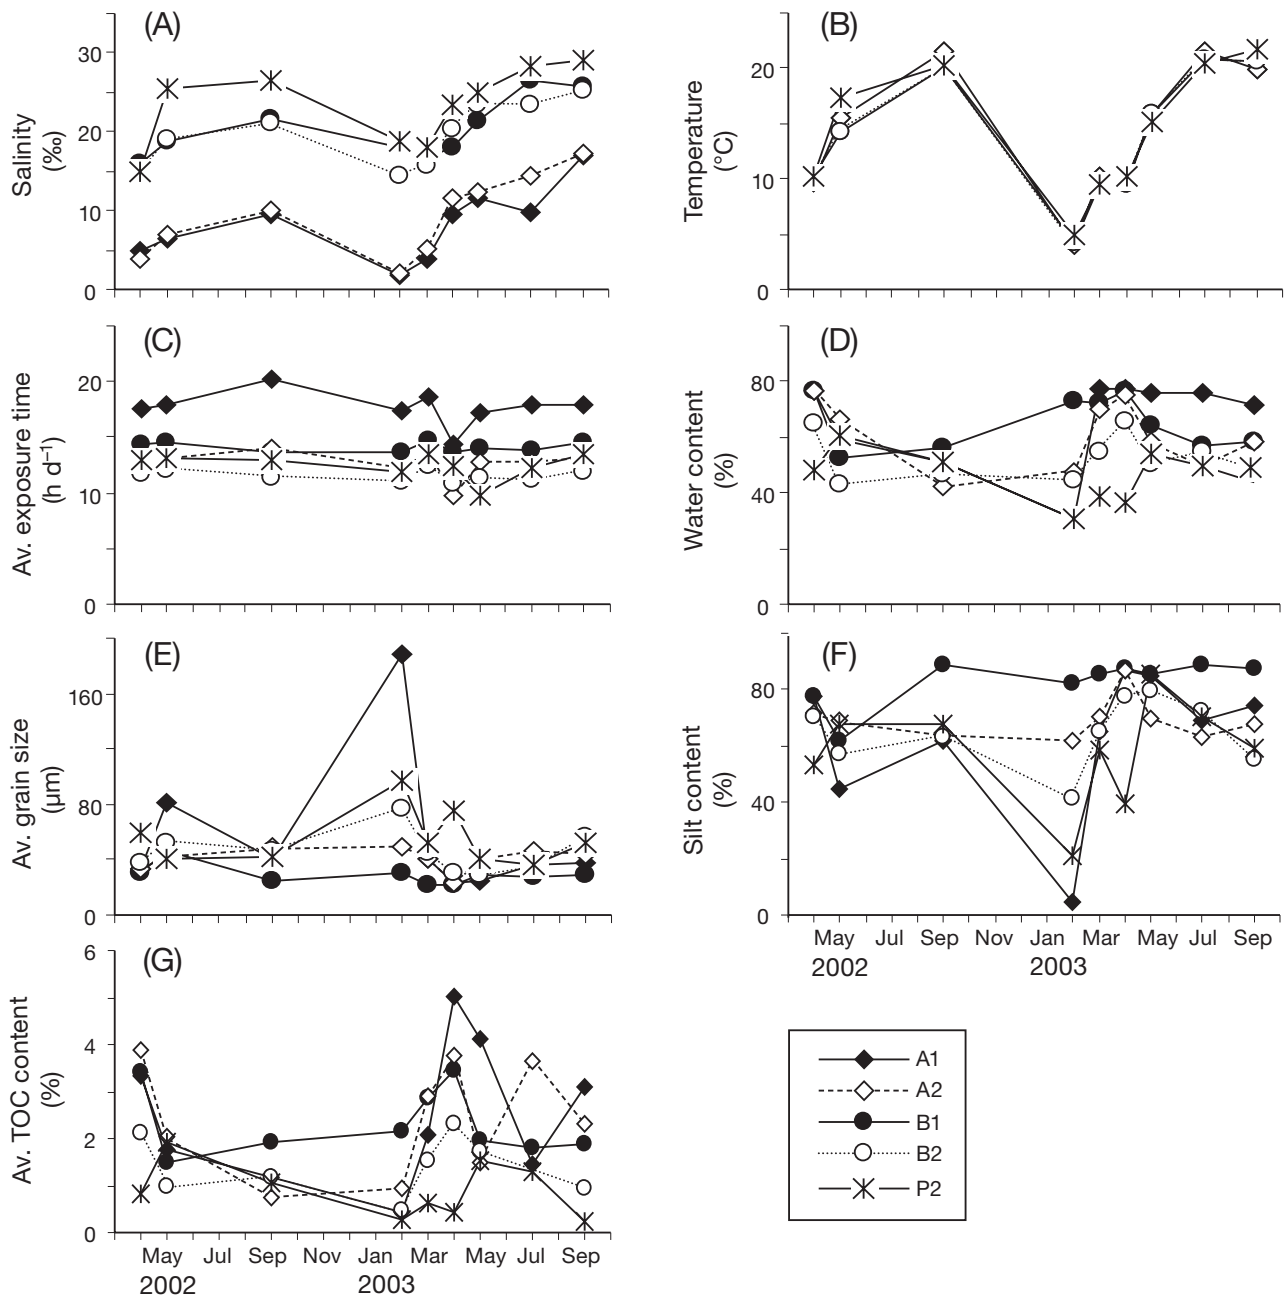 (A)
30
20
10
0
Salinity
(‰)
(B)
20
10
0
Temperature
(°C)
(C)
20
10
0
Av. exposure time
(h d⁻¹)
(D)
80
40
0
Water content
(%)
(E)
160
80
0
Av. grain size
(µm)
(F)
80
40
0
Silt content
(%)
May Jul Sep Nov Jan Mar May Jul Sep
2002 2003
(G)
6
4
2
0
Av. TOC content
(%)
May Jul Sep Nov Jan Mar May Jul Sep
2002 2003
A1
A2
B1
B2
P2